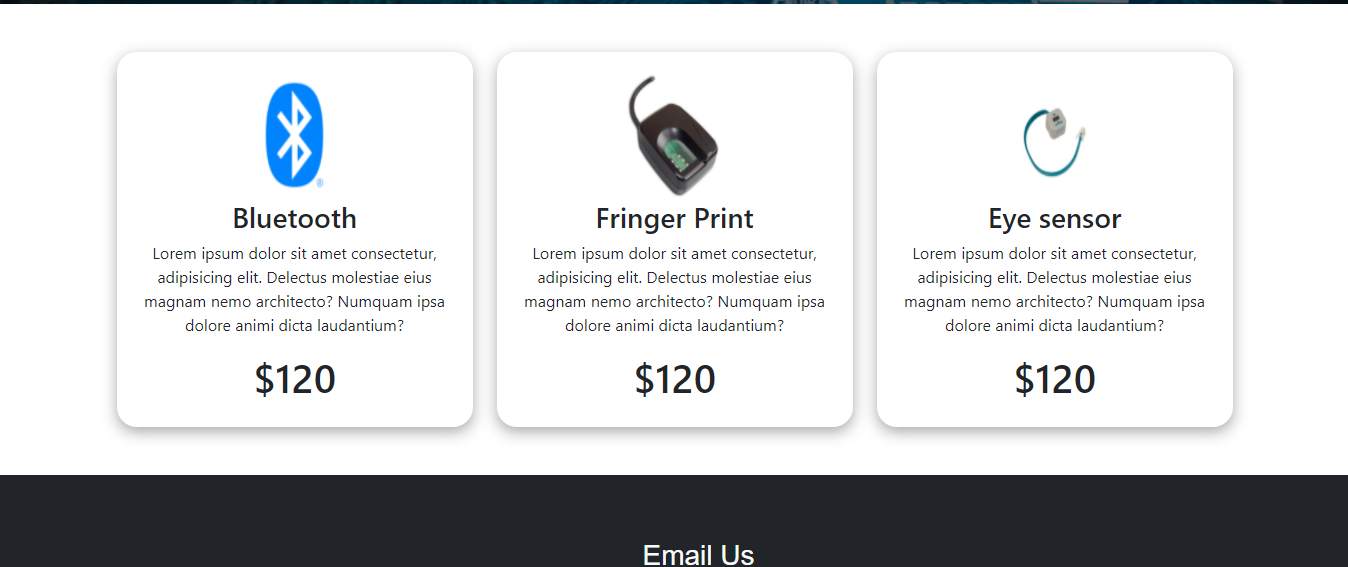 Bluetooth
Lorem ipsum dolor sit amet consectetur,
adipisicing elit. Delectus molestiae eius
magnam nemo architecto? Numquam ipsa
dolore animi dicta laudantium?
$120
Fringer Print
Lorem ipsum dolor sit amet consectetur,
adipisicing elit. Delectus molestiae eius
magnam nemo architecto? Numquam ipsa
dolore animi dicta laudantium?
$120
Eye sensor
Lorem ipsum dolor sit amet consectetur,
adipisicing elit. Delectus molestiae eius
magnam nemo architecto? Numquam ipsa
dolore animi dicta laudantium?
$120
Email Us